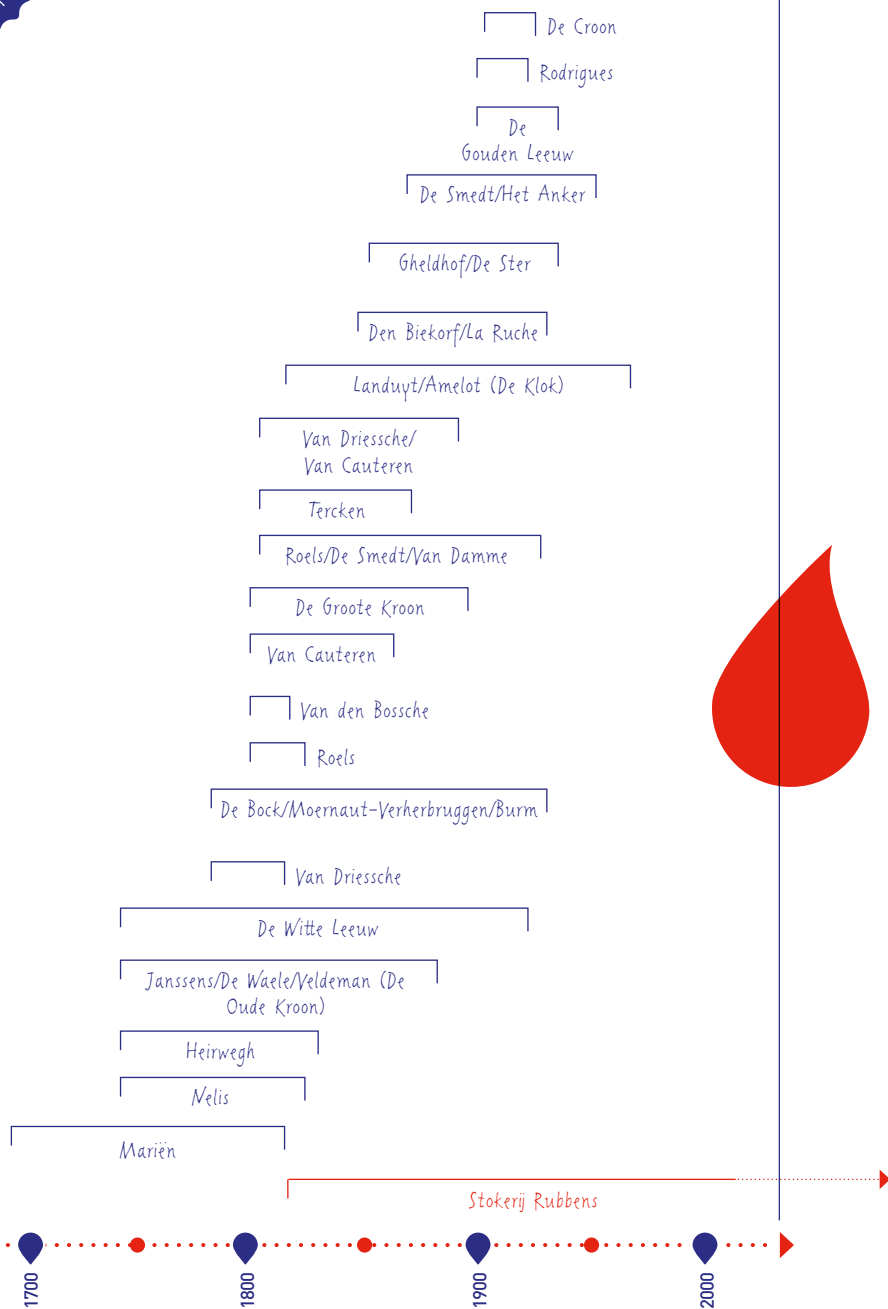 De Croon
Rodrigues
De
Gouden Leeuw
De Smedt/Het Anker
Gheldhof/De Ster
Den Biekorf/La Ruche
Landuyt/Amelot (De Klok)
Van Driessche/
Van Cauteren
Tercken
Roels/De Smedt/Van Damme
De Groote Kroon
Van Cauteren
Van den Bossche
Roels
De Bock/Moernaut-Verherbruggen/Burm
Van Driessche
De Witte Leeuw
Janssens/De Waele/Veldeman (De
Oude Kroon)
Heirwegh
Nelis
Mariën
Stokerij Rubbens
1700
1800
1900
2000